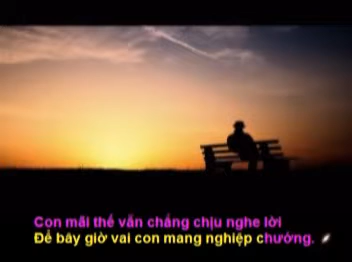 Con mãi thế vẫn chẳng chịu nghe lời
Để bây giờ vai con mang nghiệp chướng.